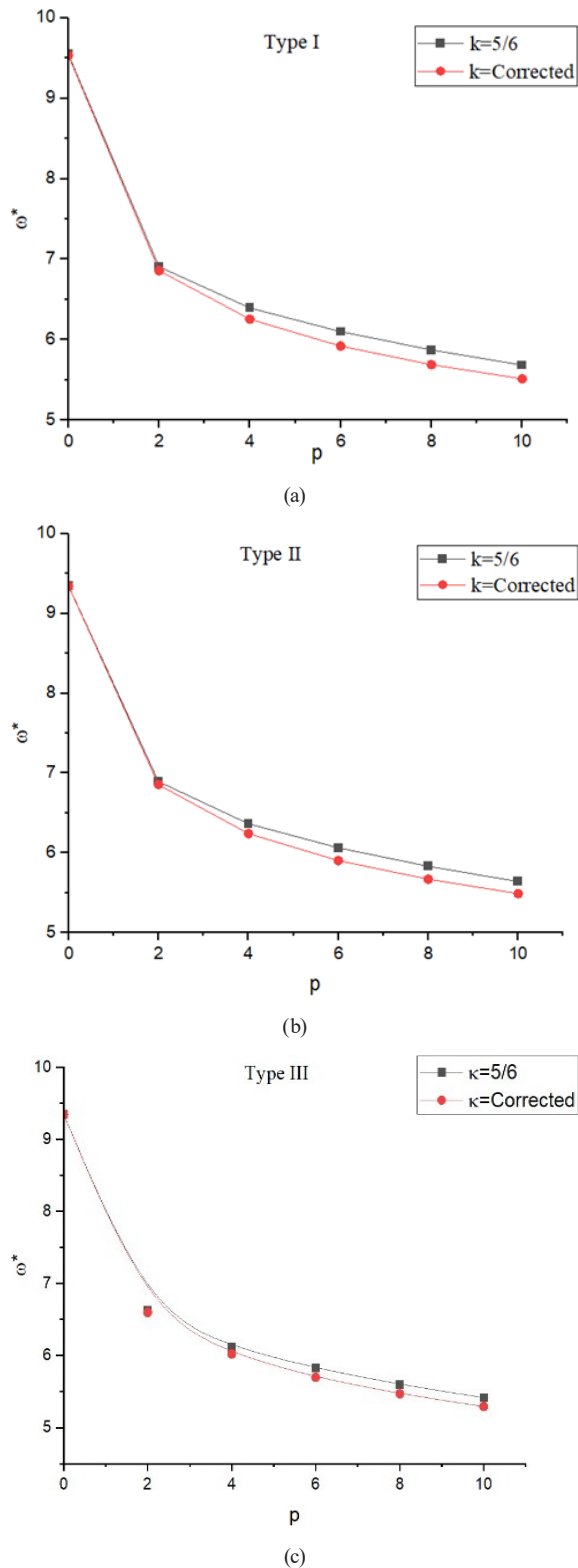 Type I
k=5/6
k=Corrected
10
9
8
7
6
5
ω*
0 2 4 6 8 10
p
(a)
Type II
k=5/6
k=Corrected
10
9
8
7
6
5
ω*
0 2 4 6 8 10
p
(b)
Type III
κ=5/6
κ=Corrected
10
9
8
7
6
5
ω*
0 2 4 6 8 10
p
(c)